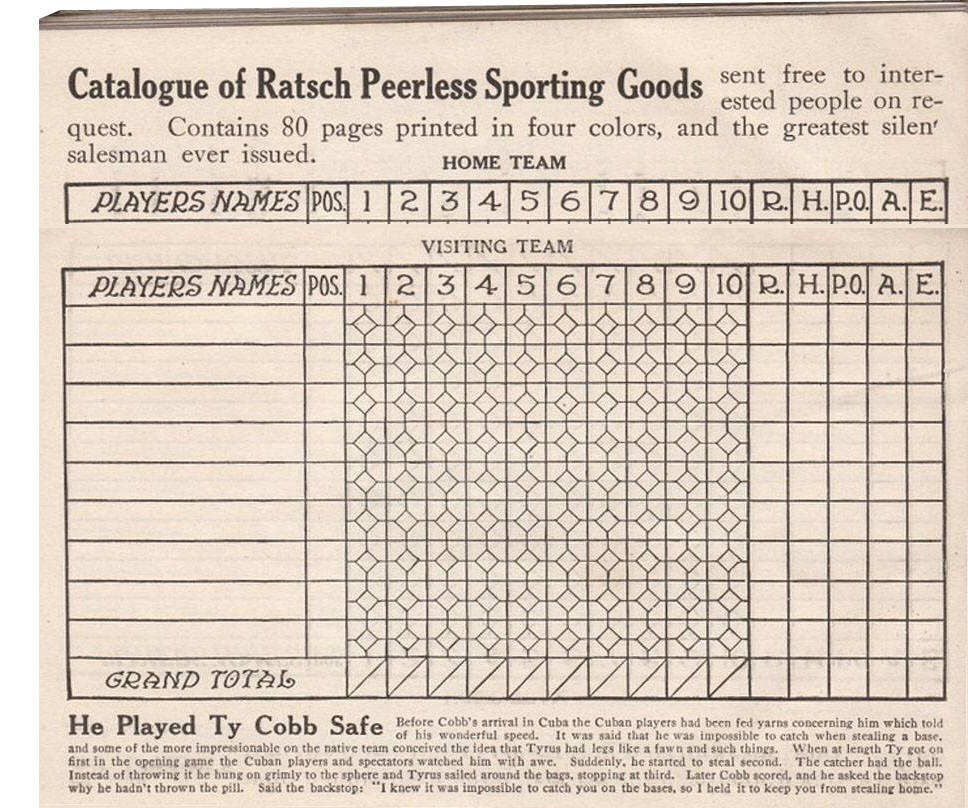 Catalogue of Ratsch Peerless Sporting Goods sent free to inter-
ested people on re-
quest. Contains 80 pages printed in four colors, and the greatest silen'
salesman ever issued.
HOME TEAM
PLAYERS NAMES POS. 1 2 3 4 5 6 7 8 9 10 R. H. P.O. A. E.
VISITING TEAM
PLAYERS NAMES POS. 1 2 3 4 5 6 7 8 9 10 R. H. P.O. A. E.
GRAND TOTAL
He Played Ty Cobb Safe Before Cobb's arrival in Cuba the Cuban players had been fed yarns concerning him which told
of his wonderful speed. It was said that he was impossible to catch when stealing a base,
and some of the more impressionable on the native team conceived the idea that Tyrus had legs like a fawn and such things. When at length Ty got on
first in the opening game the Cuban players and spectators watched him with awe. Suddenly, he started to steal second. The catcher had the ball.
Instead of throwing it he hung on grimly to the sphere and Tyrus sailed around the bags, stopping at third. Later Cobb scored, and he asked the backstop
why he hadn't thrown the pill. Said the backstop: "I knew it was impossible to catch you on the bases, so I held it to keep you from stealing home."